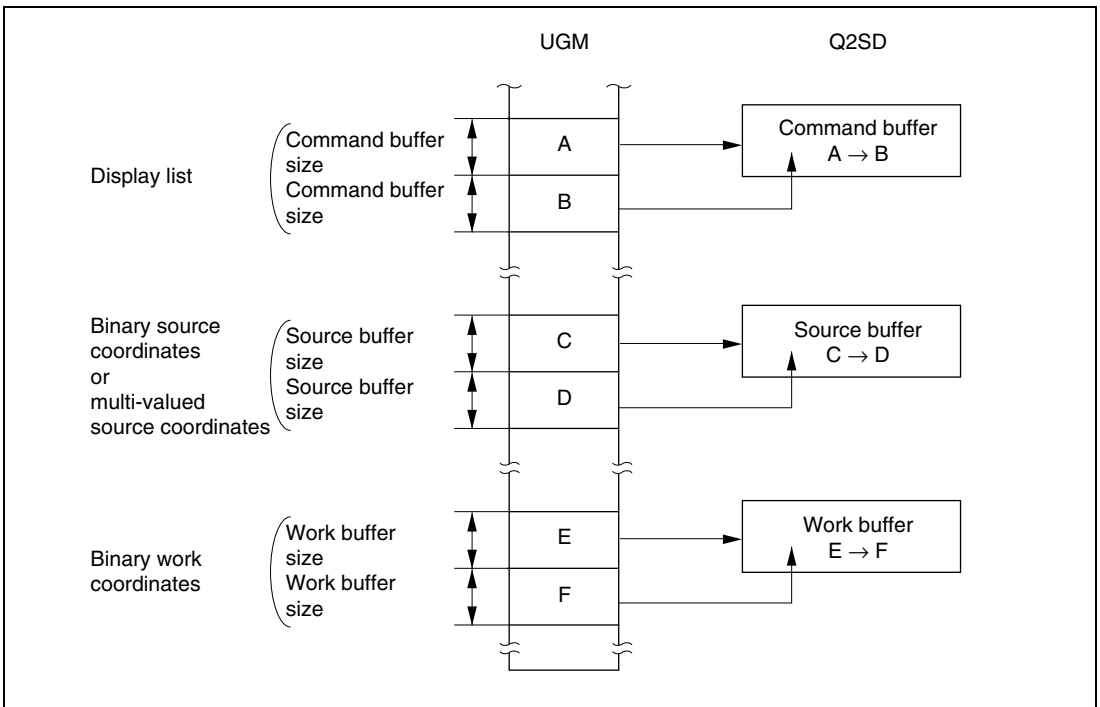 UGM
Q2SD
Display list
Command buffer
size
Command buffer
size
A
B
Command buffer
A → B
Binary source
coordinates
or
multi-valued
source coordinates
Source buffer
size
Source buffer
size
C
D
Source buffer
C → D
Binary work
coordinates
Work buffer
size
Work buffer
size
E
F
Work buffer
E → F